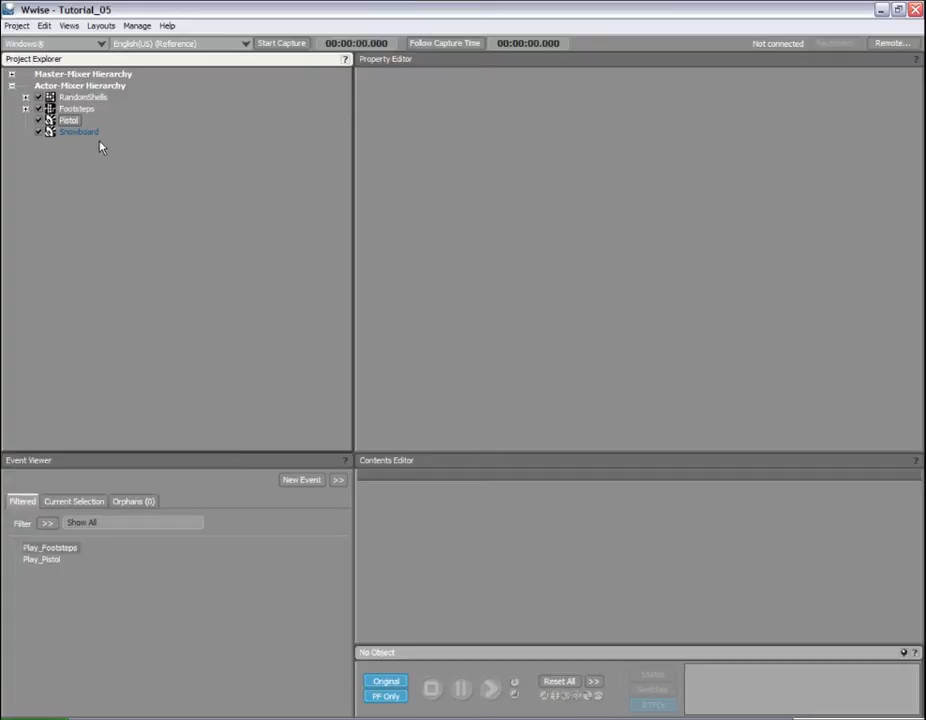 Wwise - Tutorial_05
Project Edit Views Layouts Manage Help
Windows® English(US) (Reference) Start Capture 00:00:00.000 Follow Capture Time 00:00:00.000 Not connected Remote...
Project Explorer ? Property Editor ?
Master-Mixer Hierarchy
Actor-Mixer Hierarchy
RandomShells
Footsteps
Pistol
Snowboard
Event Viewer ? Contents Editor ?
New Event >>
Filtered Current Selection Orphans (0)
Filter >> Show All
Play_Footsteps
Play_Pistol
No Object ?
Original Reset All >> States
PF Only Switches
RTPCs